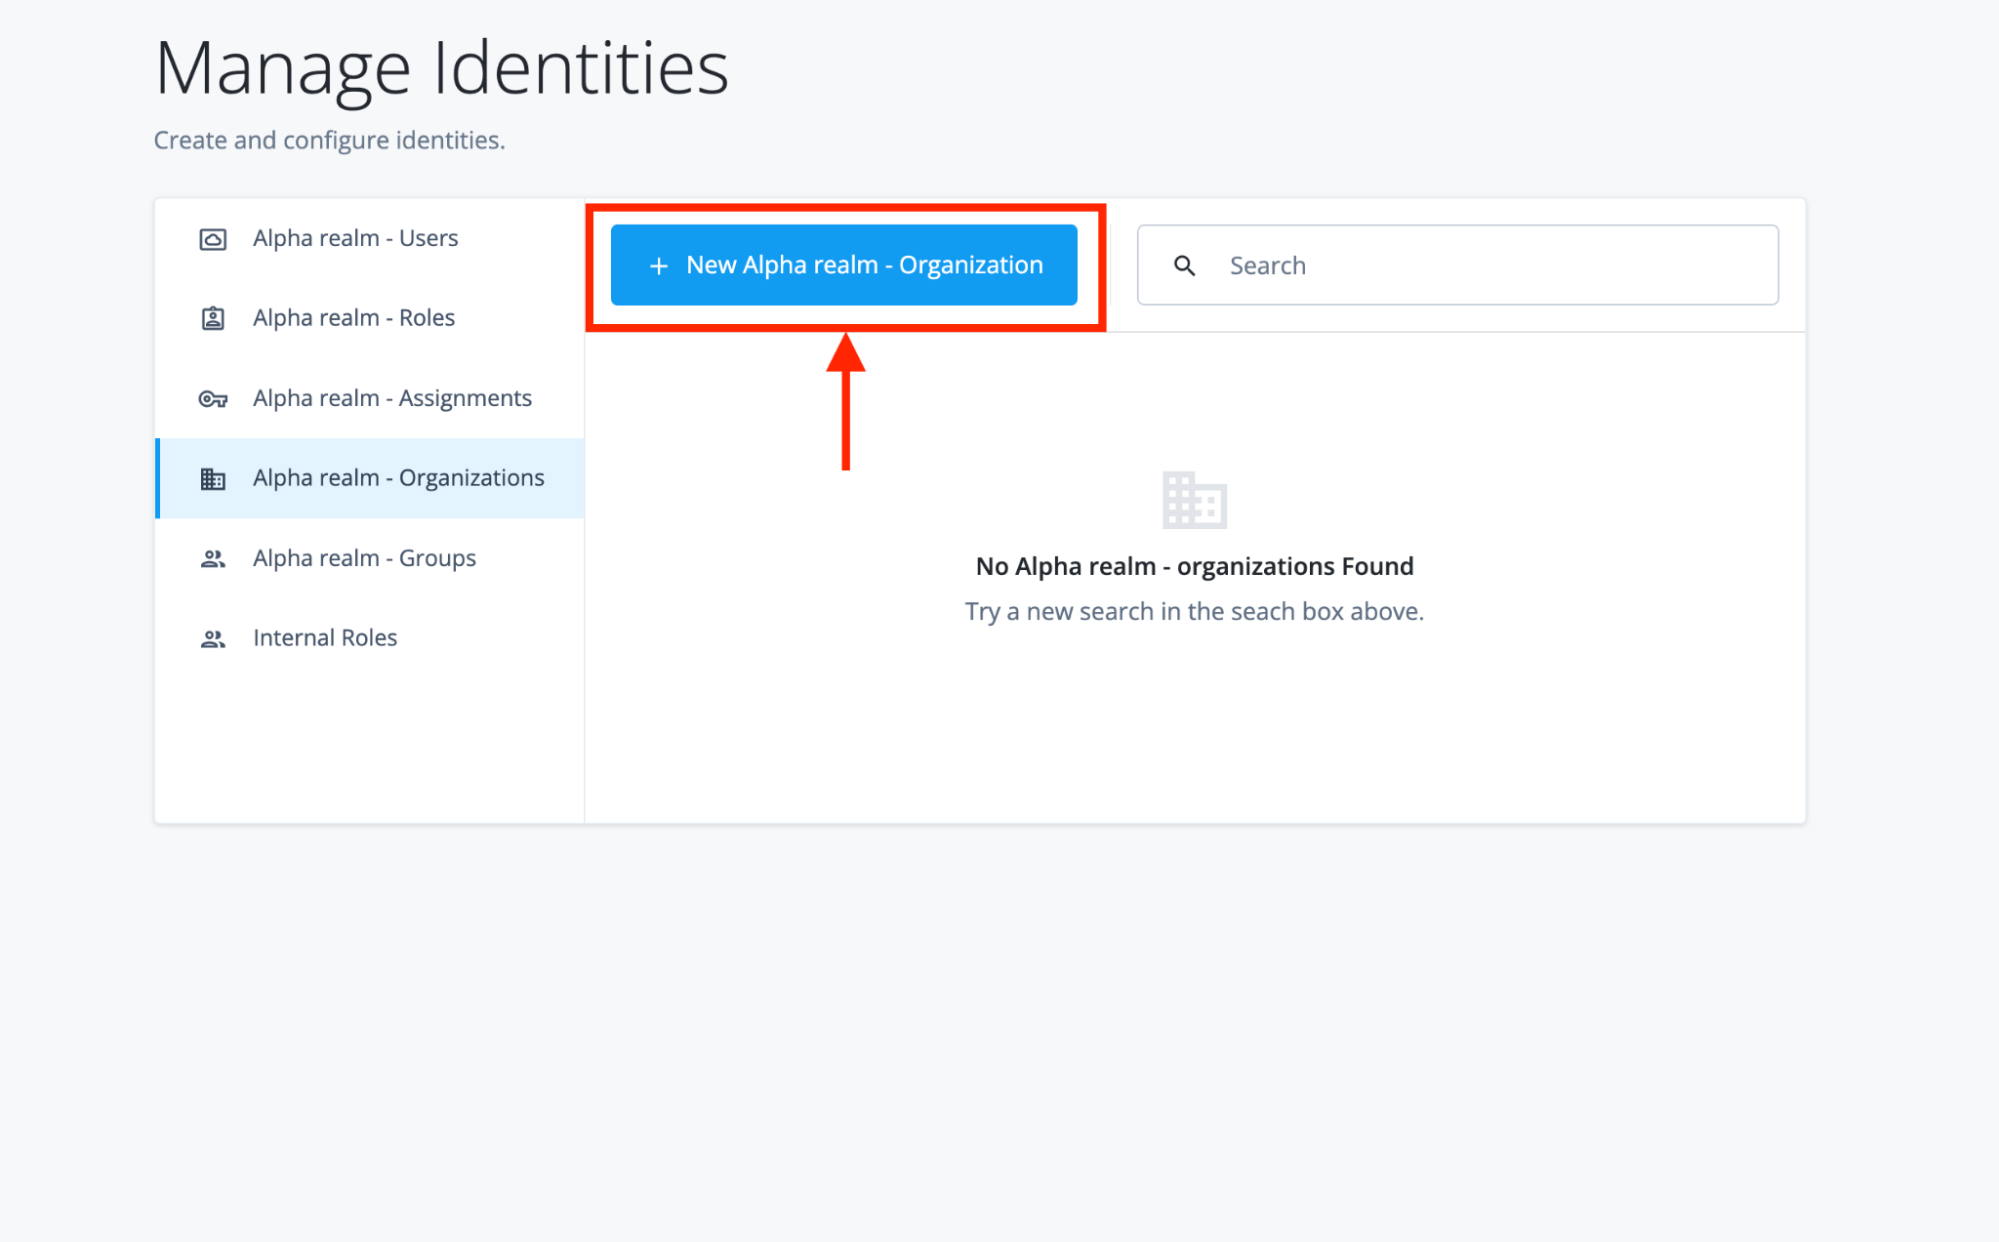 Manage Identities
Create and configure identities.
Alpha realm - Users
Alpha realm - Roles
Alpha realm - Assignments
Alpha realm - Organizations
Alpha realm - Groups
Internal Roles
+ New Alpha realm - Organization
Search
No Alpha realm - organizations Found
Try a new search in the seach box above.